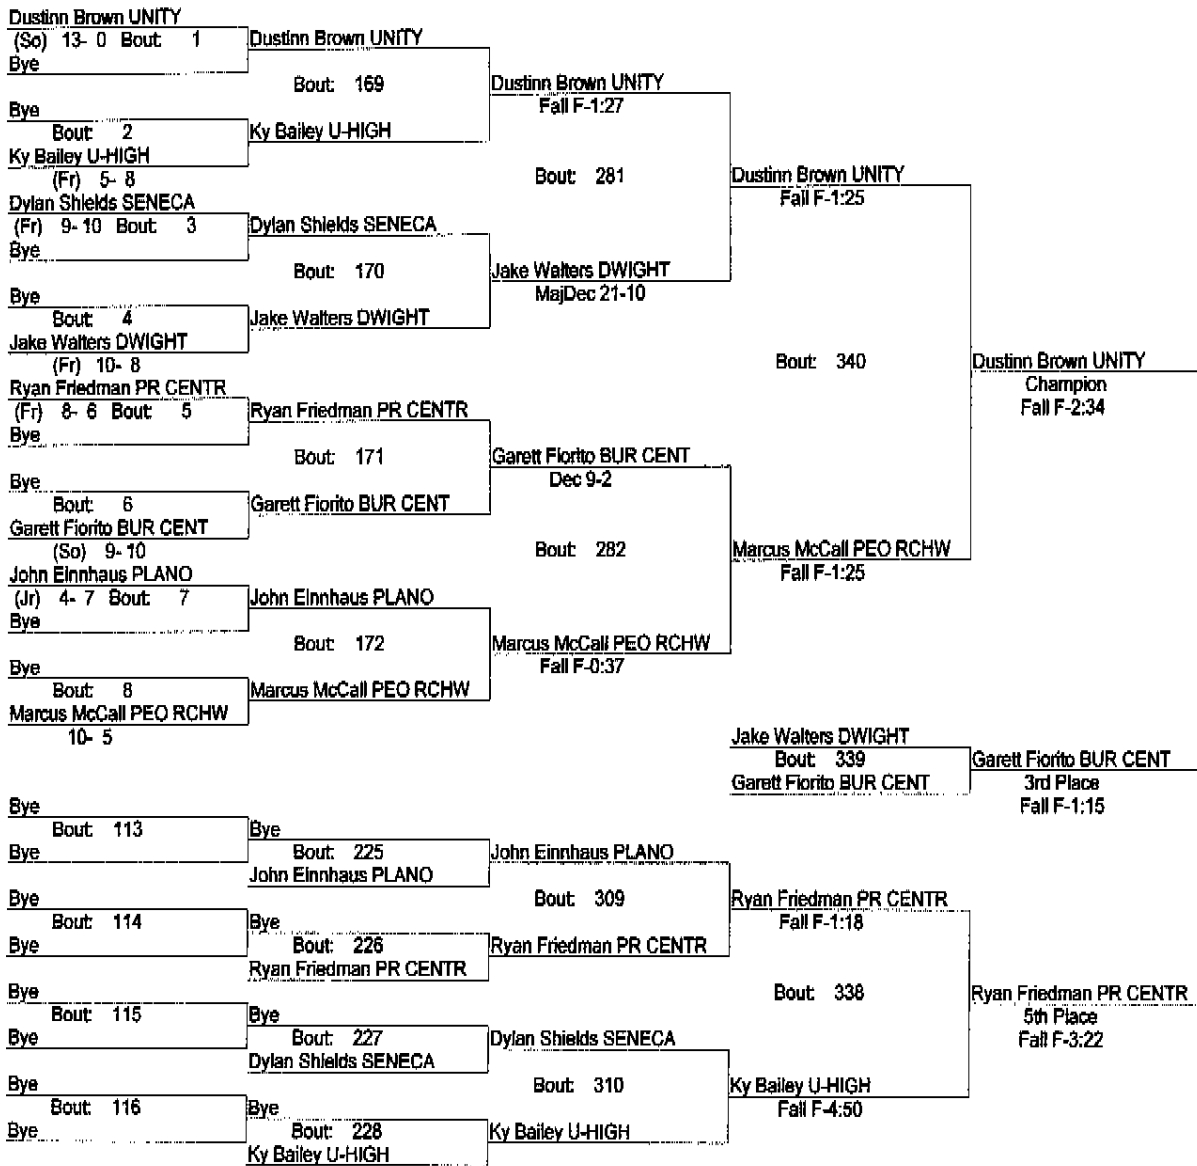 Dustinn Brown UNITY
(So) 13- 0 Bout: 1
Bye
Dustinn Brown UNITY
Bout: 169
Dustinn Brown UNITY
Fall F-1:27
Bye
Bout: 2
Ky Bailey U-HIGH
Ky Bailey U-HIGH
(Fr) 5- 8
Bout: 281
Dustinn Brown UNITY
Fall F-1:25
Dylan Shields SENECA
(Fr) 9- 10 Bout: 3
Bye
Dylan Shields SENECA
Bout: 170
Jake Walters DWIGHT
MajDec 21-10
Bye
Bout: 4
Jake Walters DWIGHT
Jake Walters DWIGHT
(Fr) 10- 8
Bout: 340
Dustinn Brown UNITY
Champion
Fall F-2:34
Ryan Friedman PR CENTR
(Fr) 8- 6 Bout: 5
Bye
Ryan Friedman PR CENTR
Bout: 171
Garett Fiorito BUR CENT
Dec 9-2
Bye
Bout: 6
Garett Fiorito BUR CENT
Garett Fiorito BUR CENT
(So) 9- 10
Bout: 282
Marcus McCall PEO RCHW
Fall F-1:25
John Einnhaus PLANO
(Jr) 4- 7 Bout: 7
Bye
John Einnhaus PLANO
Bout: 172
Marcus McCall PEO RCHW
Fall F-0:37
Bye
Bout: 8
Marcus McCall PEO RCHW
Marcus McCall PEO RCHW
10- 5
Jake Walters DWIGHT
Bout: 339
Garett Fiorito BUR CENT
Garett Fiorito BUR CENT
3rd Place
Fall F-1:15
Bye
Bout: 113
Bye
Bye
Bout: 225
John Einnhaus PLANO
John Einnhaus PLANO
Bye
Bout: 114
Bye
Bye
Bout: 226
Ryan Friedman PR CENTR
Bout: 309
Ryan Friedman PR CENTR
Ryan Friedman PR CENTR
Fall F-1:18
Bye
Bout: 115
Bye
Bye
Bout: 227
Dylan Shields SENECA
Dylan Shields SENECA
Bout: 338
Ryan Friedman PR CENTR
5th Place
Fall F-3:22
Bye
Bout: 116
Bye
Bye
Bout: 228
Ky Bailey U-HIGH
Bout: 310
Ky Bailey U-HIGH
Ky Bailey U-HIGH
Fall F-4:50